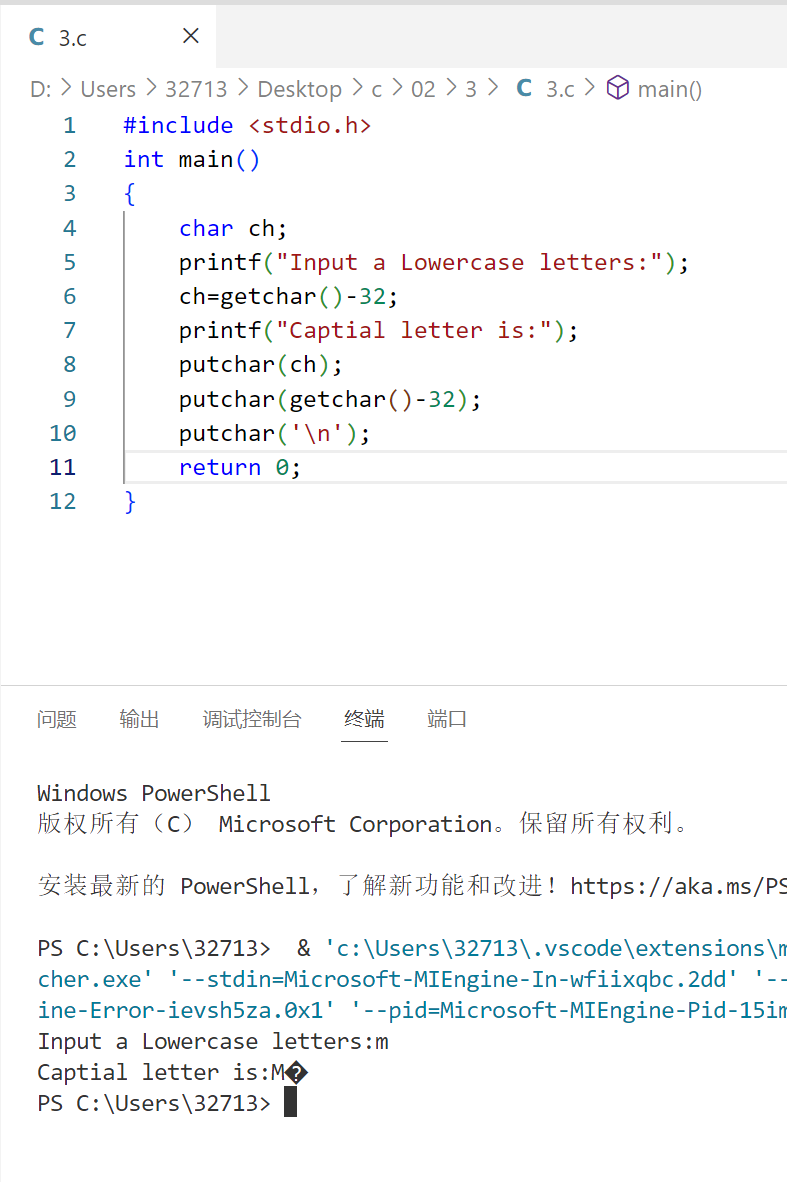 C 3.c ×
D: > Users > 32713 > Desktop > c > 02 > 3 > C 3.c > main()
1 #include <stdio.h>
2 int main()
3 {
4 char ch;
5 printf("Input a Lowercase letters:");
6 ch=getchar()-32;
7 printf("Captial letter is:");
8 putchar(ch);
9 putchar(getchar()-32);
10 putchar('\n');
11 return 0;
12 }
问题 输出 调试控制台 终端 端口
Windows PowerShell
版权所有（C） Microsoft Corporation。保留所有权利。
安装最新的 PowerShell，了解新功能和改进！https://aka.ms/PS
PS C:\Users\32713>  & 'c:\Users\32713\.vscode\extensions\m
cher.exe' '--stdin=Microsoft-MIEngine-In-wfiixqbc.2dd' '--
ine-Error-ievsh5za.0x1' '--pid=Microsoft-MIEngine-Pid-15im
Input a Lowercase letters:m
Captial letter is:M�
PS C:\Users\32713>